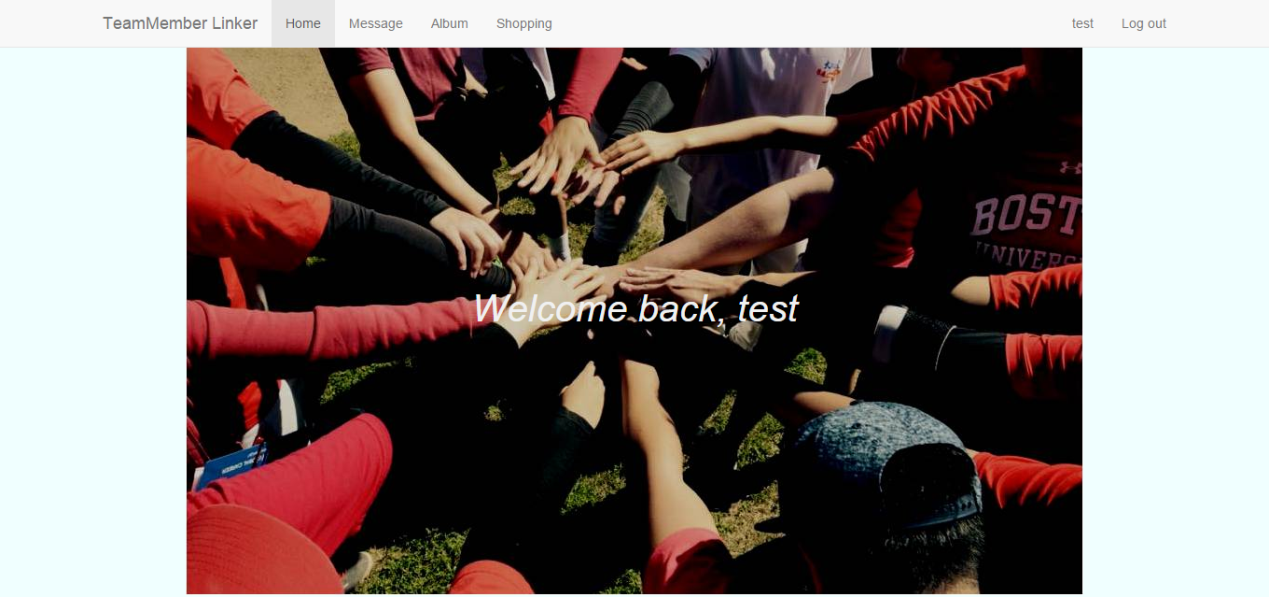 TeamMember Linker Home Message Album Shopping test Log out
BOST
UNIVERS
Welcome back, test